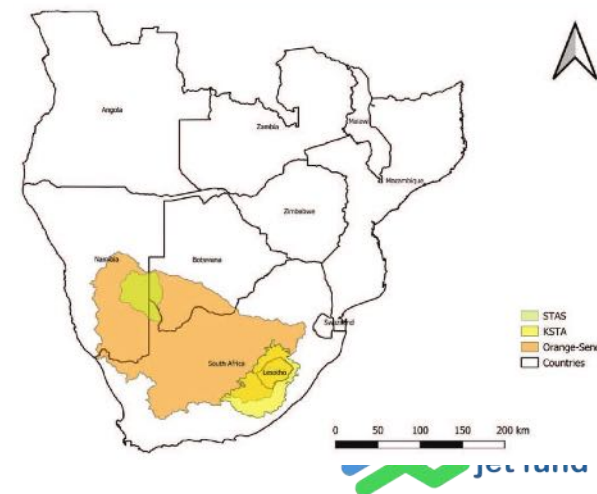 Angola
Zambia
Malawi
Mozambique
Zimbabwe
Namibia
Botswana
Swaziland
South Africa
Lesotho
STAS
KSTA
Orange-Sen
Countries
0 50 100 150 200 km
jet fund